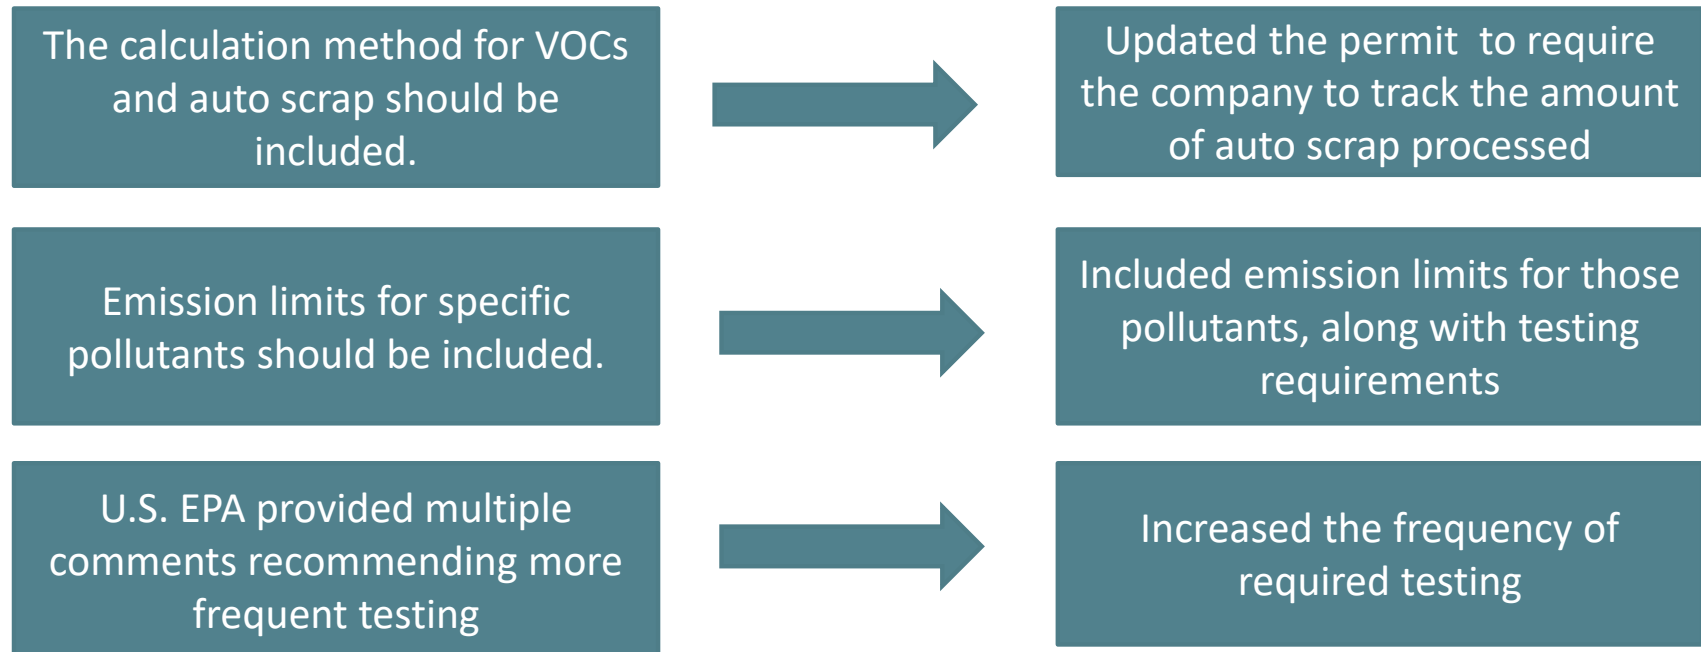 The calculation method for VOCs
and auto scrap should be
included.
Updated the permit  to require
the company to track the amount
of auto scrap processed
Emission limits for specific
pollutants should be included.
Included emission limits for those
pollutants, along with testing
requirements
U.S. EPA provided multiple
comments recommending more
frequent testing
Increased the frequency of
required testing